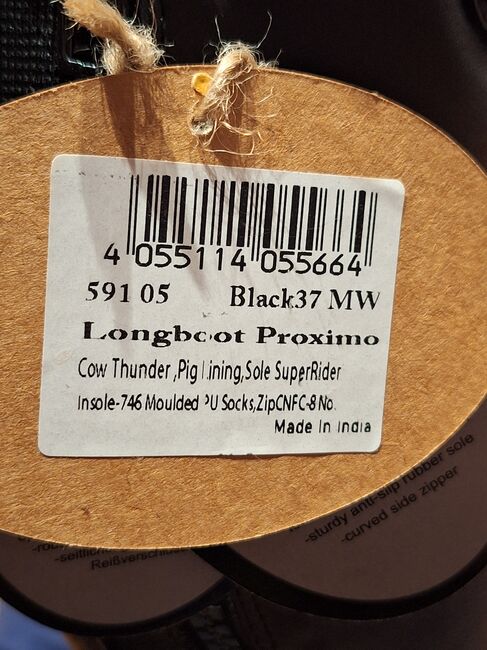 4 055114 055664
591 05 Black37 MW
Longboot Proximo
Cow Thunder ,Pig Lining,Sole SuperRider
Insole-746 Moulded PU Socks,ZipCNFC-8 No.
Made In India
-sturdy anti-slip rubber sole
-curved side zipper
-seitlich
Reißverschluss